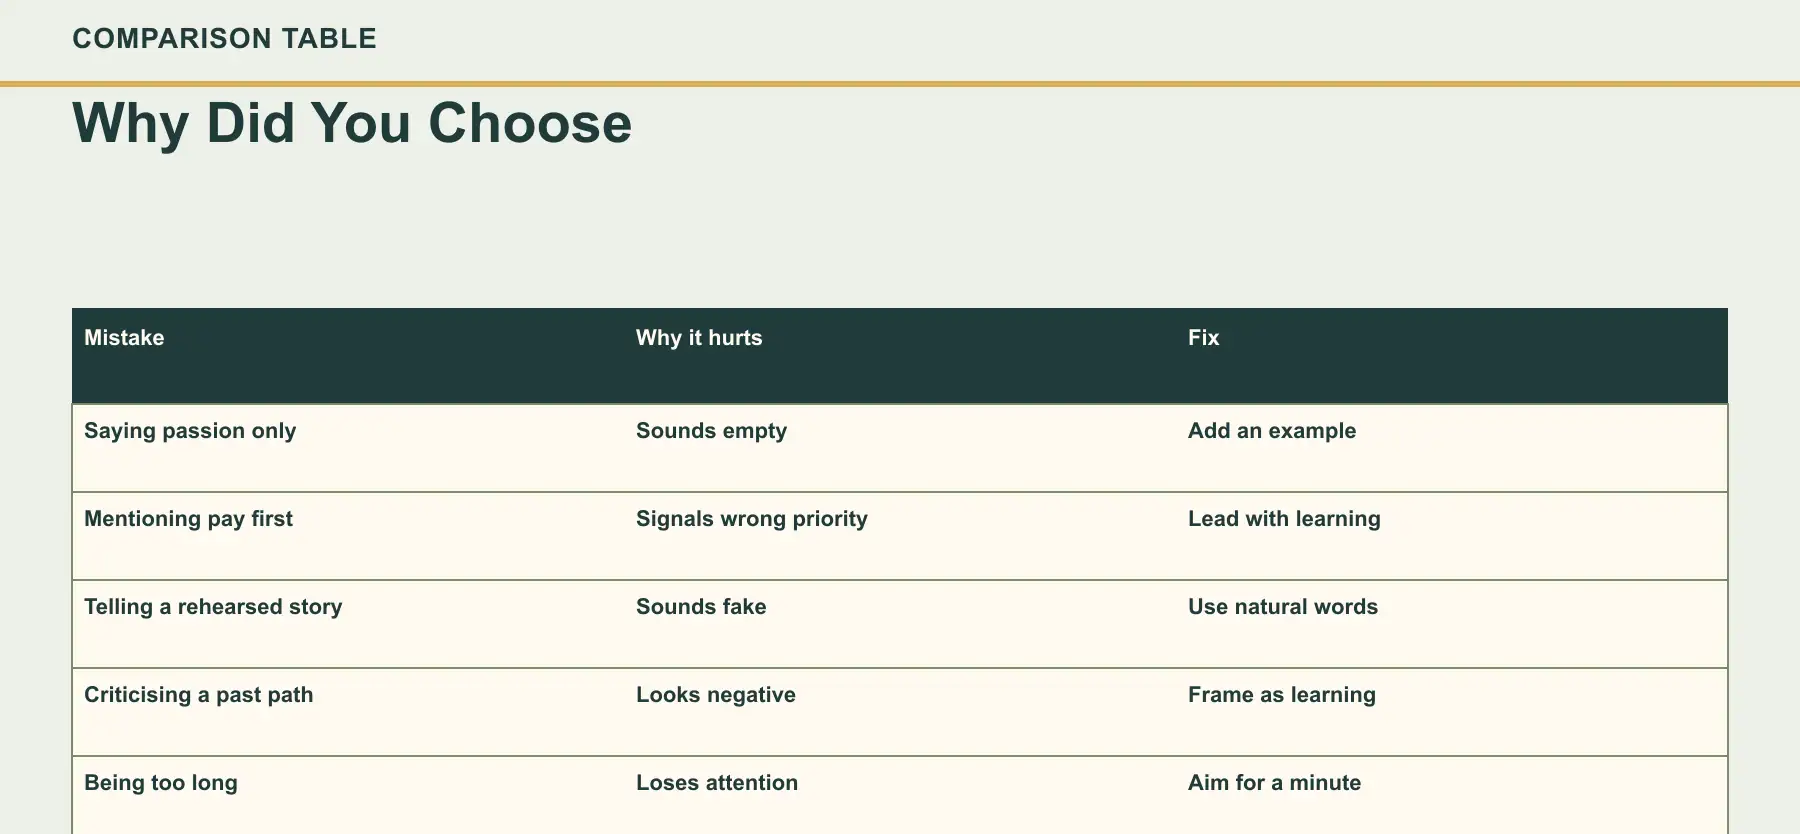 COMPARISON TABLE
Why Did You Choose
Mistake Why it hurts Fix
Saying passion only Sounds empty Add an example
Mentioning pay first Signals wrong priority Lead with learning
Telling a rehearsed story Sounds fake Use natural words
Criticising a past path Looks negative Frame as learning
Being too long Loses attention Aim for a minute